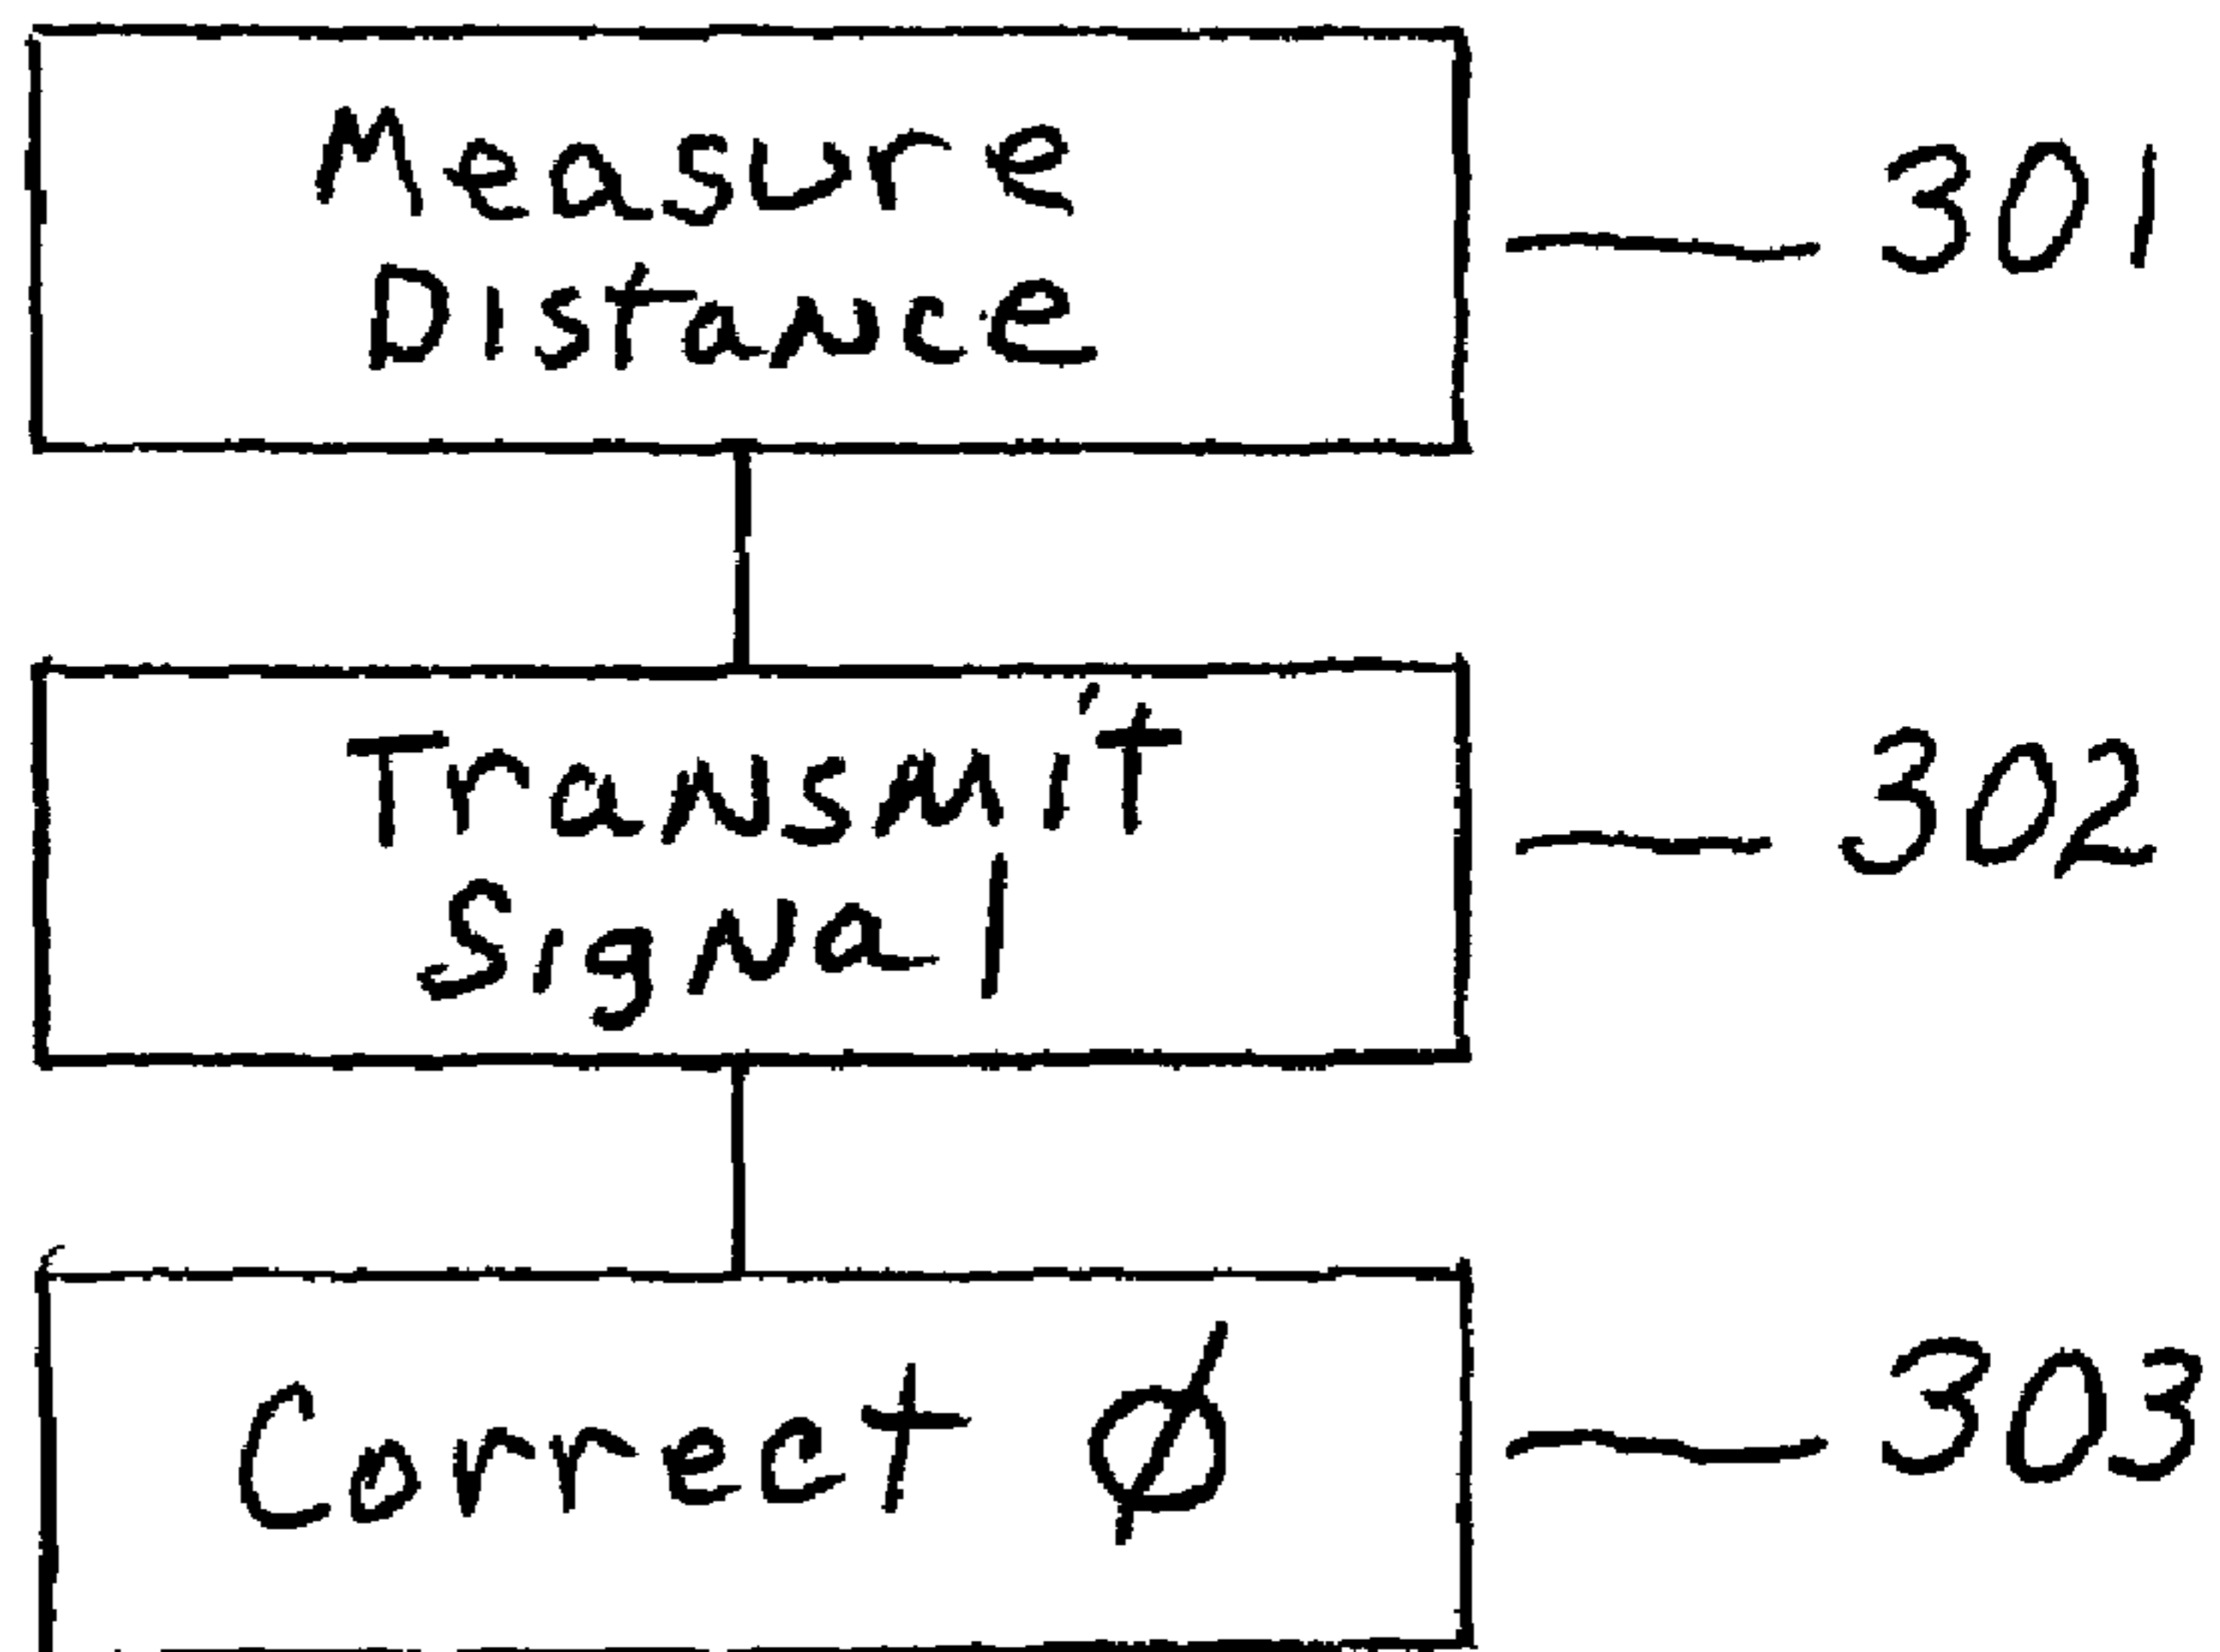 Measure
Distance
301
Transmit
Signal
302
Correct Ø
303